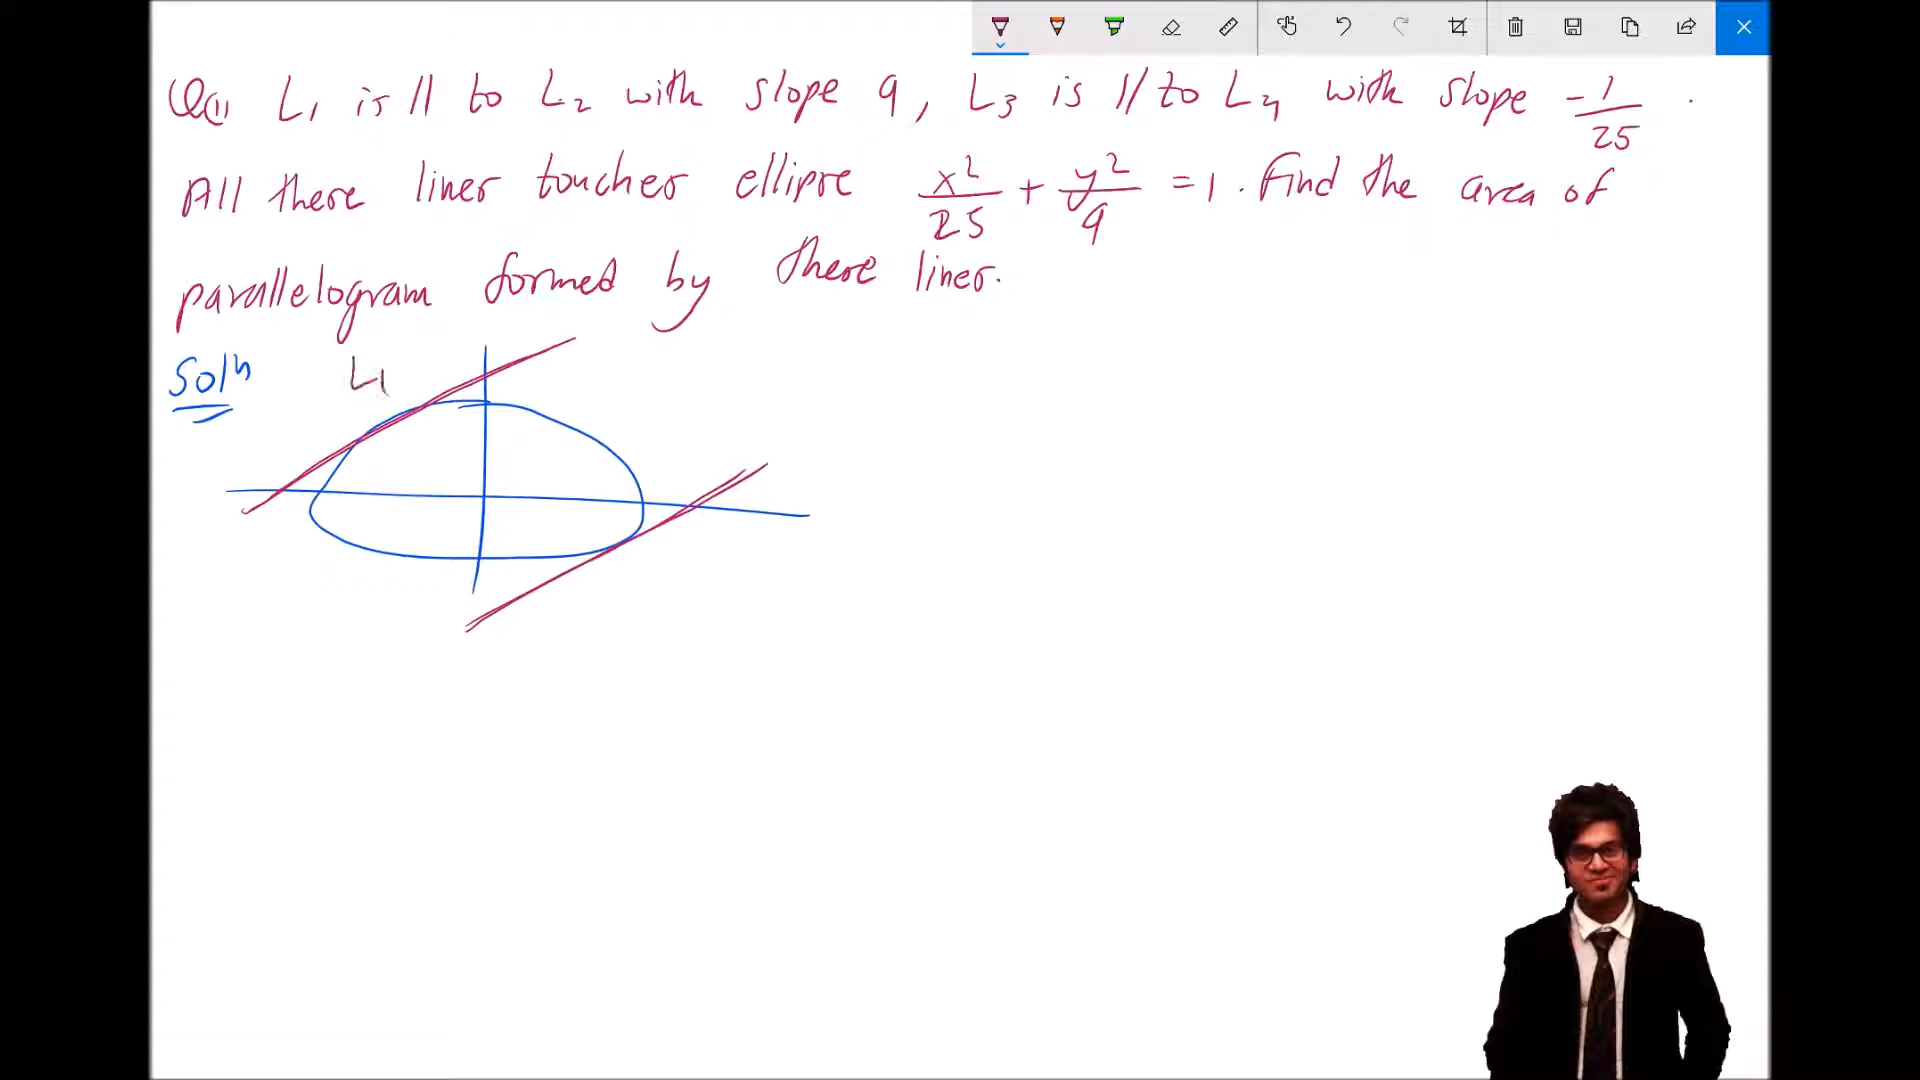 Q(1) L1 is || to L2 with slope 9, L3 is || to L4 with slope -1/25.
All these lines touches ellipse x²/25 + y²/9 = 1. Find the area of
parallelogram formed by these lines.
Soln L1